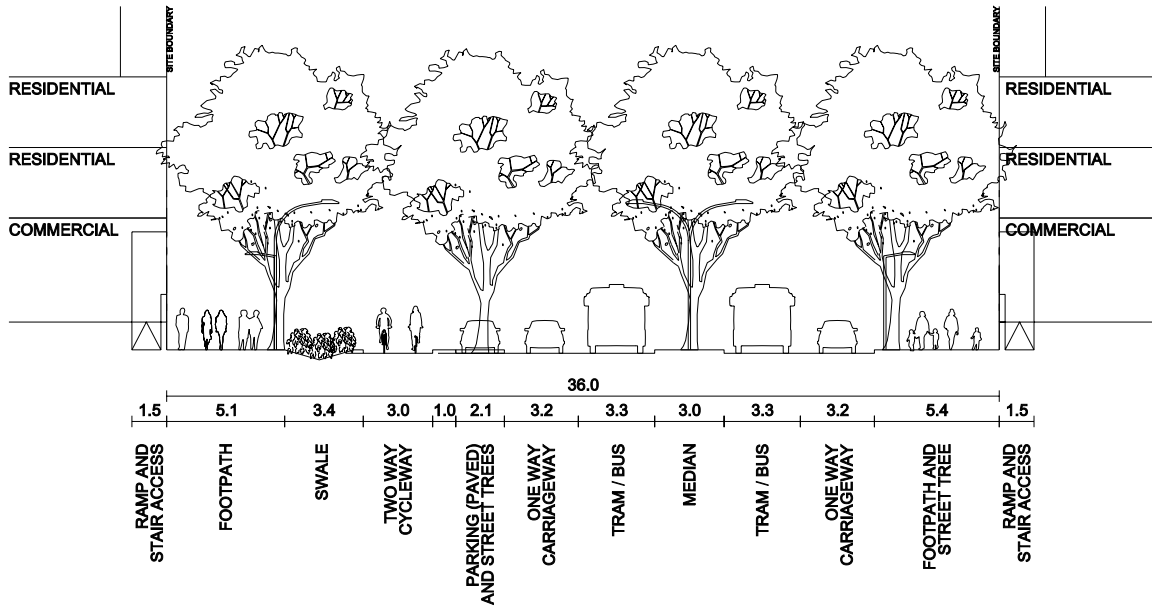 SITE BOUNDARY
SITE BOUNDARY
RESIDENTIAL
RESIDENTIAL
RESIDENTIAL
RESIDENTIAL
COMMERCIAL
COMMERCIAL
36.0
1.5 5.1 3.4 3.0 1.0 2.1 3.2 3.3 3.0 3.3 3.2 5.4 1.5
RAMP AND
STAIR ACCESS
FOOTPATH
SWALE
TWO WAY
CYCLEWAY
PARKING (PAVED)
AND STREET TREES
ONE WAY
CARRIAGEWAY
TRAM / BUS
MEDIAN
TRAM / BUS
ONE WAY
CARRIAGEWAY
FOOTPATH AND
STREET TREE
RAMP AND
STAIR ACCESS